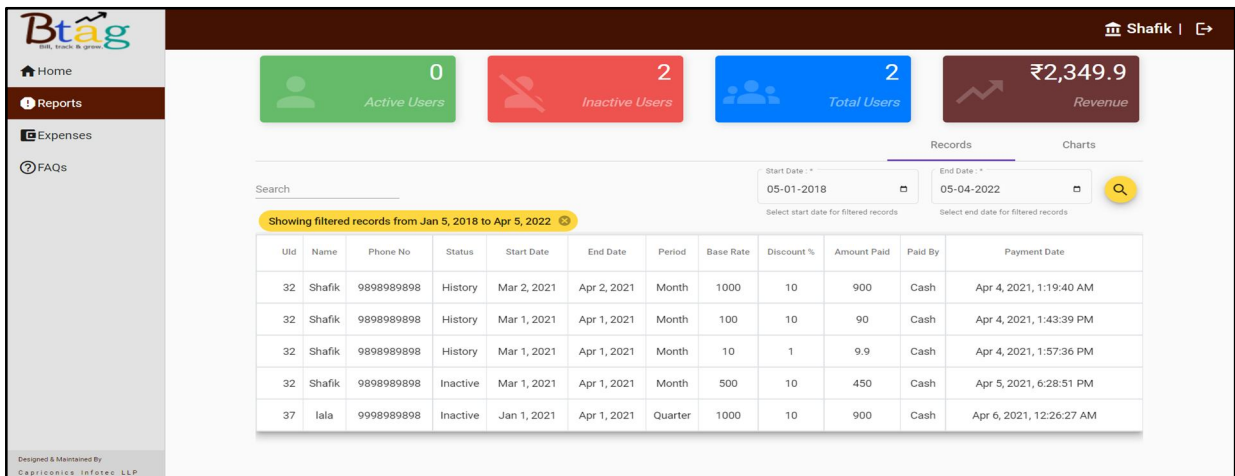 Btag
Bill, track & grow.
Shafik |
Home
Reports
Expenses
FAQs
0
Active Users
2
Inactive Users
2
Total Users
₹2,349.9
Revenue
Records Charts
Search
Start Date : *
05-01-2018
Select start date for filtered records
End Date : *
05-04-2022
Select end date for filtered records
Showing filtered records from Jan 5, 2018 to Apr 5, 2022
UId Name Phone No Status Start Date End Date Period Base Rate Discount % Amount Paid Paid By Payment Date
32 Shafik 9898989898 History Mar 2, 2021 Apr 2, 2021 Month 1000 10 900 Cash Apr 4, 2021, 1:19:40 AM
32 Shafik 9898989898 History Mar 1, 2021 Apr 1, 2021 Month 100 10 90 Cash Apr 4, 2021, 1:43:39 PM
32 Shafik 9898989898 History Mar 1, 2021 Apr 1, 2021 Month 10 1 9.9 Cash Apr 4, 2021, 1:57:36 PM
32 Shafik 9898989898 Inactive Mar 1, 2021 Apr 1, 2021 Month 500 10 450 Cash Apr 5, 2021, 6:28:51 PM
37 lala 9998989898 Inactive Jan 1, 2021 Apr 1, 2021 Quarter 1000 10 900 Cash Apr 6, 2021, 12:26:27 AM
Designed & Maintained By
Capriconics Infotec LLP